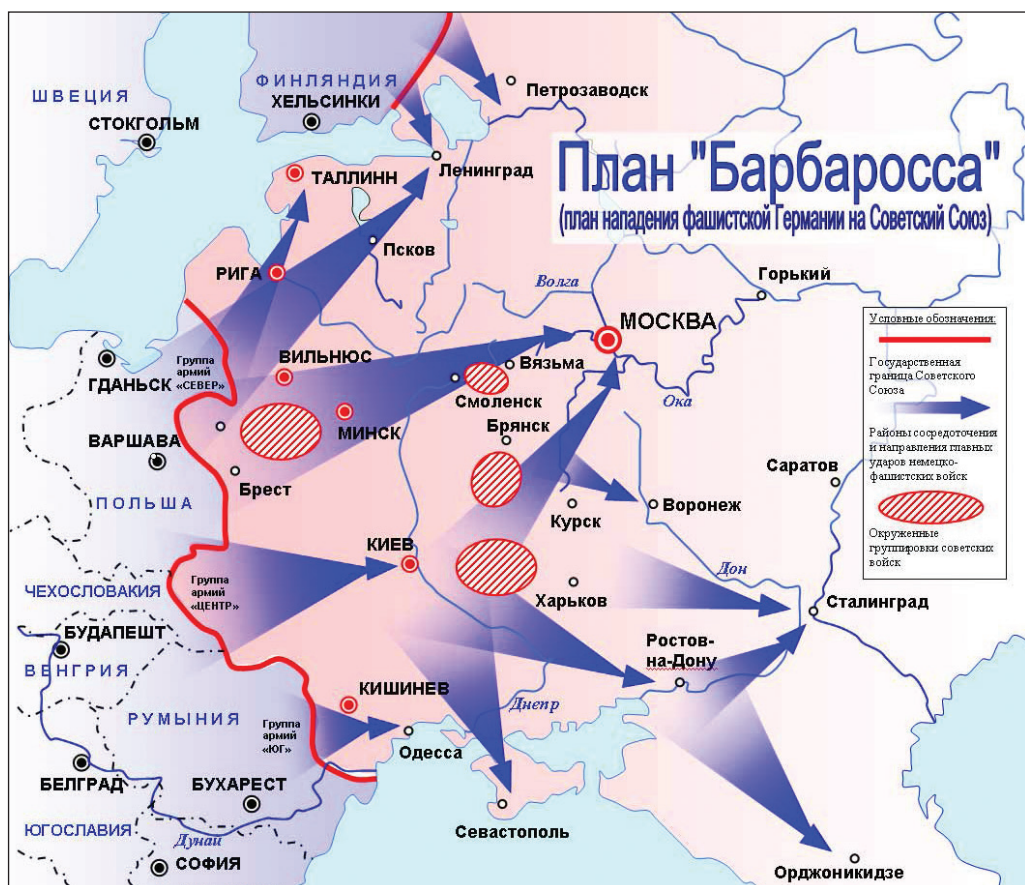 ШВЕЦИЯ
СТОКГОЛЬМ
ФИНЛЯНДИЯ
ХЕЛЬСИНКИ
Петрозаводск
Ленинград
План "Барбаросса"
(план нападения фашистской Германии на Советский Союз)
ТАЛЛИНН
Псков
РИГА
Волга
Горький
МОСКВА
Ока
Вязьма
Смоленск
Брянск
ВИЛЬНЮС
МИНСК
Группа
армий
«СЕВЕР»
ГДАНЬСК
ВАРШАВА
ПОЛЬША
Брест
Курск
Воронеж
Саратов
Условные обозначения:
Государственная
граница Советского
Союза
Районы сосредоточения
и направления главных
ударов немецко-
фашистских войск
Окруженные
группировки советских
войск
КИЕВ
Харьков
Дон
Сталинград
ЧЕХОСЛОВАКИЯ
Группа
армий
«ЦЕНТР»
БУДАПЕШТ
ВЕНГРИЯ
Ростов-
на-Дону
КИШИНЕВ
Днепр
РУМЫНИЯ
Группа
армий
«ЮГ»
Одесса
БЕЛГРАД
БУХАРЕСТ
Севастополь
ЮГОСЛАВИЯ
Дунай
СОФИЯ
Орджоникидзе